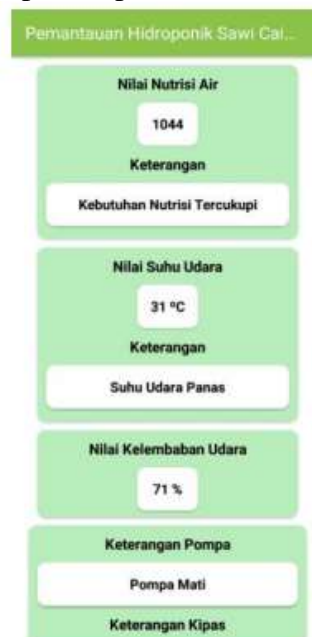 Pemantauan Hidroponik Sawi Cai...
Nilai Nutrisi Air
1044
Keterangan
Kebutuhan Nutrisi Tercukupi
Nilai Suhu Udara
31 °C
Keterangan
Suhu Udara Panas
Nilai Kelembaban Udara
71 %
Keterangan Pompa
Pompa Mati
Keterangan Kipas